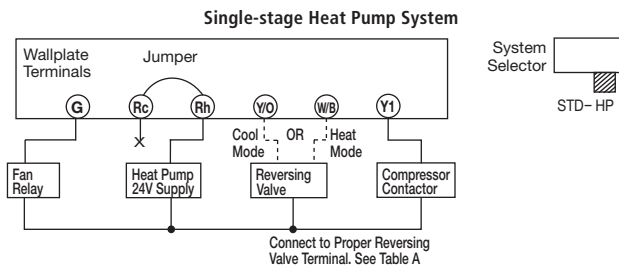 Single-stage Heat Pump System
Wallplate
Terminals
Jumper
System
Selector
G
Rc
Rh
Y/O
W/B
Y1
STD– HP
X
Cool
Mode
OR
Heat
Mode
Fan
Relay
Heat Pump
24V Supply
Reversing
Valve
Compressor
Contactor
Connect to Proper Reversing
Valve Terminal. See Table A